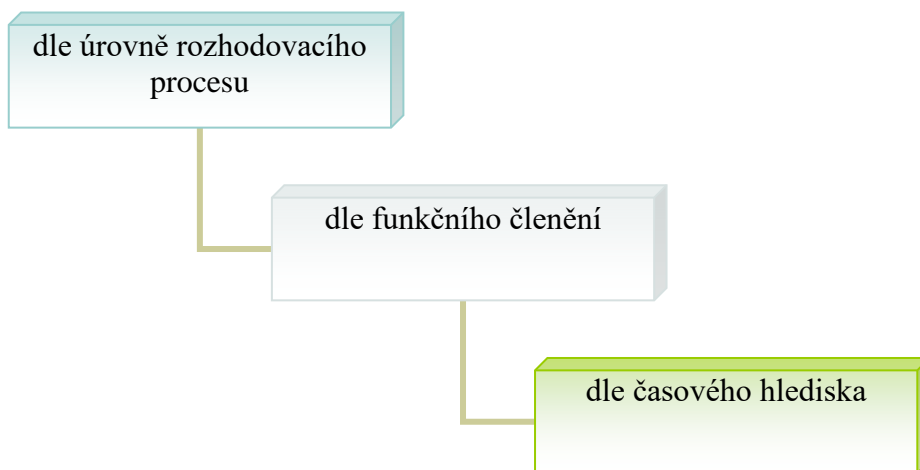 dle úrovně rozhodovacího
procesu
dle funkčního členění
dle časového hlediska